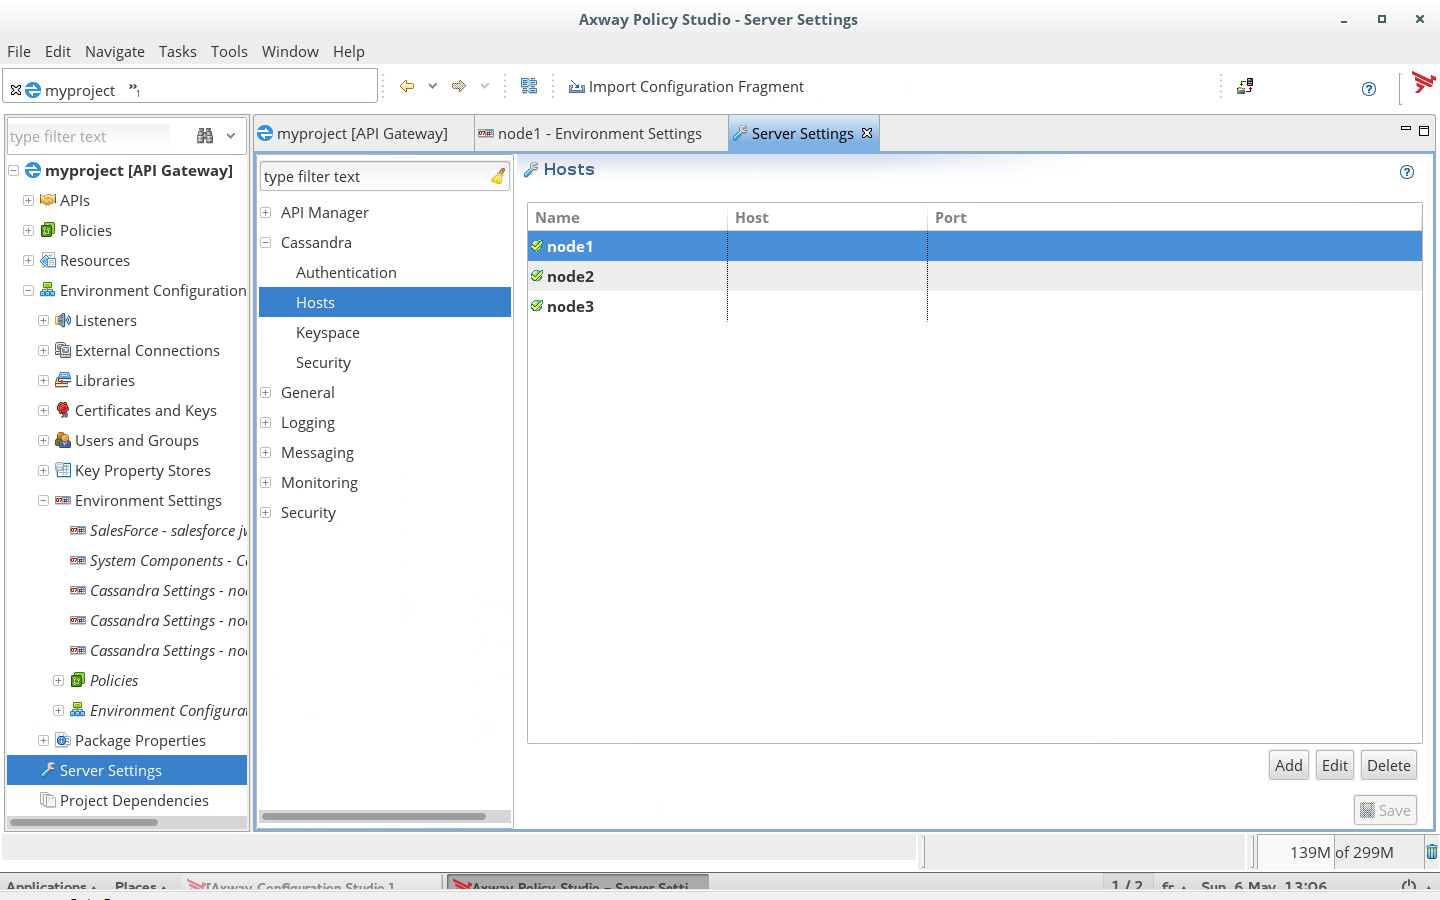 Axway Policy Studio - Server Settings
File Edit Navigate Tasks Tools Window Help
myproject »1 Import Configuration Fragment
type filter text
myproject [API Gateway]
APIs
Policies
Resources
Environment Configuration
Listeners
External Connections
Libraries
Certificates and Keys
Users and Groups
Key Property Stores
Environment Settings
SalesForce - salesforce
System Components -
Cassandra Settings -
Cassandra Settings -
Cassandra Settings -
Policies
Environment
Package Properties
Server Settings
Project Dependencies
myproject [API Gateway] node1 - Environment Settings Server Settings
type filter text
API Manager
Cassandra
Authentication
Hosts
Keyspace
Security
General
Logging
Messaging
Monitoring
Security
Hosts
Name Host Port
node1
node2
node3
Add Edit Delete
Save
139M of 299M
Applications Places [Axway Configuration Studio ] Axway Policy Studio - Server Setti... 1 / 2 fr Sun 6 May, 13:06